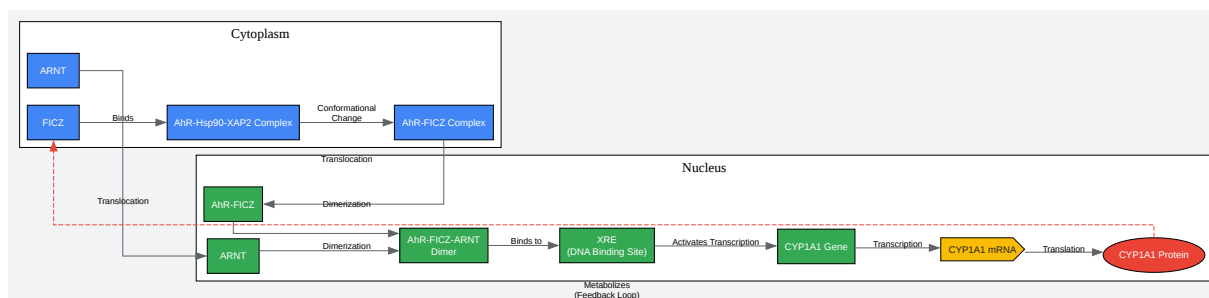 Cytoplasm
ARNT
FICZ
Binds
AhR-Hsp90-XAP2 Complex
Conformational
Change
AhR-FICZ Complex
Translocation
Nucleus
Translocation
AhR-FICZ
Dimerization
ARNT
Dimerization
AhR-FICZ-ARNT
Dimer
Binds to
XRE
(DNA Binding Site)
Activates Transcription
CYP1A1 Gene
Transcription
CYP1A1 mRNA
Translation
CYP1A1 Protein
Metabolizes
(Feedback Loop)